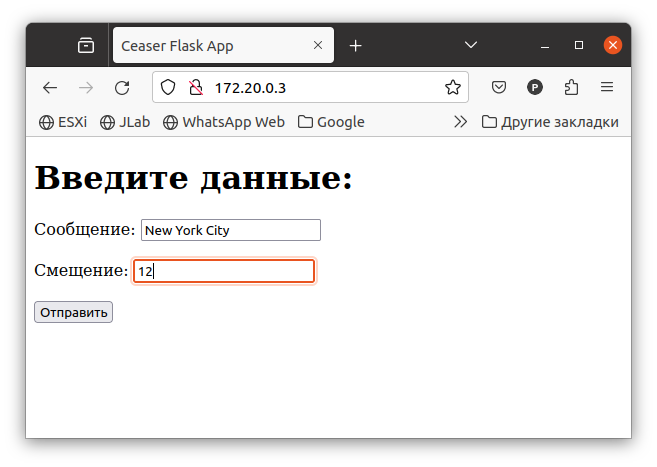 Ceaser Flask App
172.20.0.3
P
ESXi JLab WhatsApp Web Google Другие закладки
Введите данные:
Сообщение: New York City
Смещение: 12
Отправить